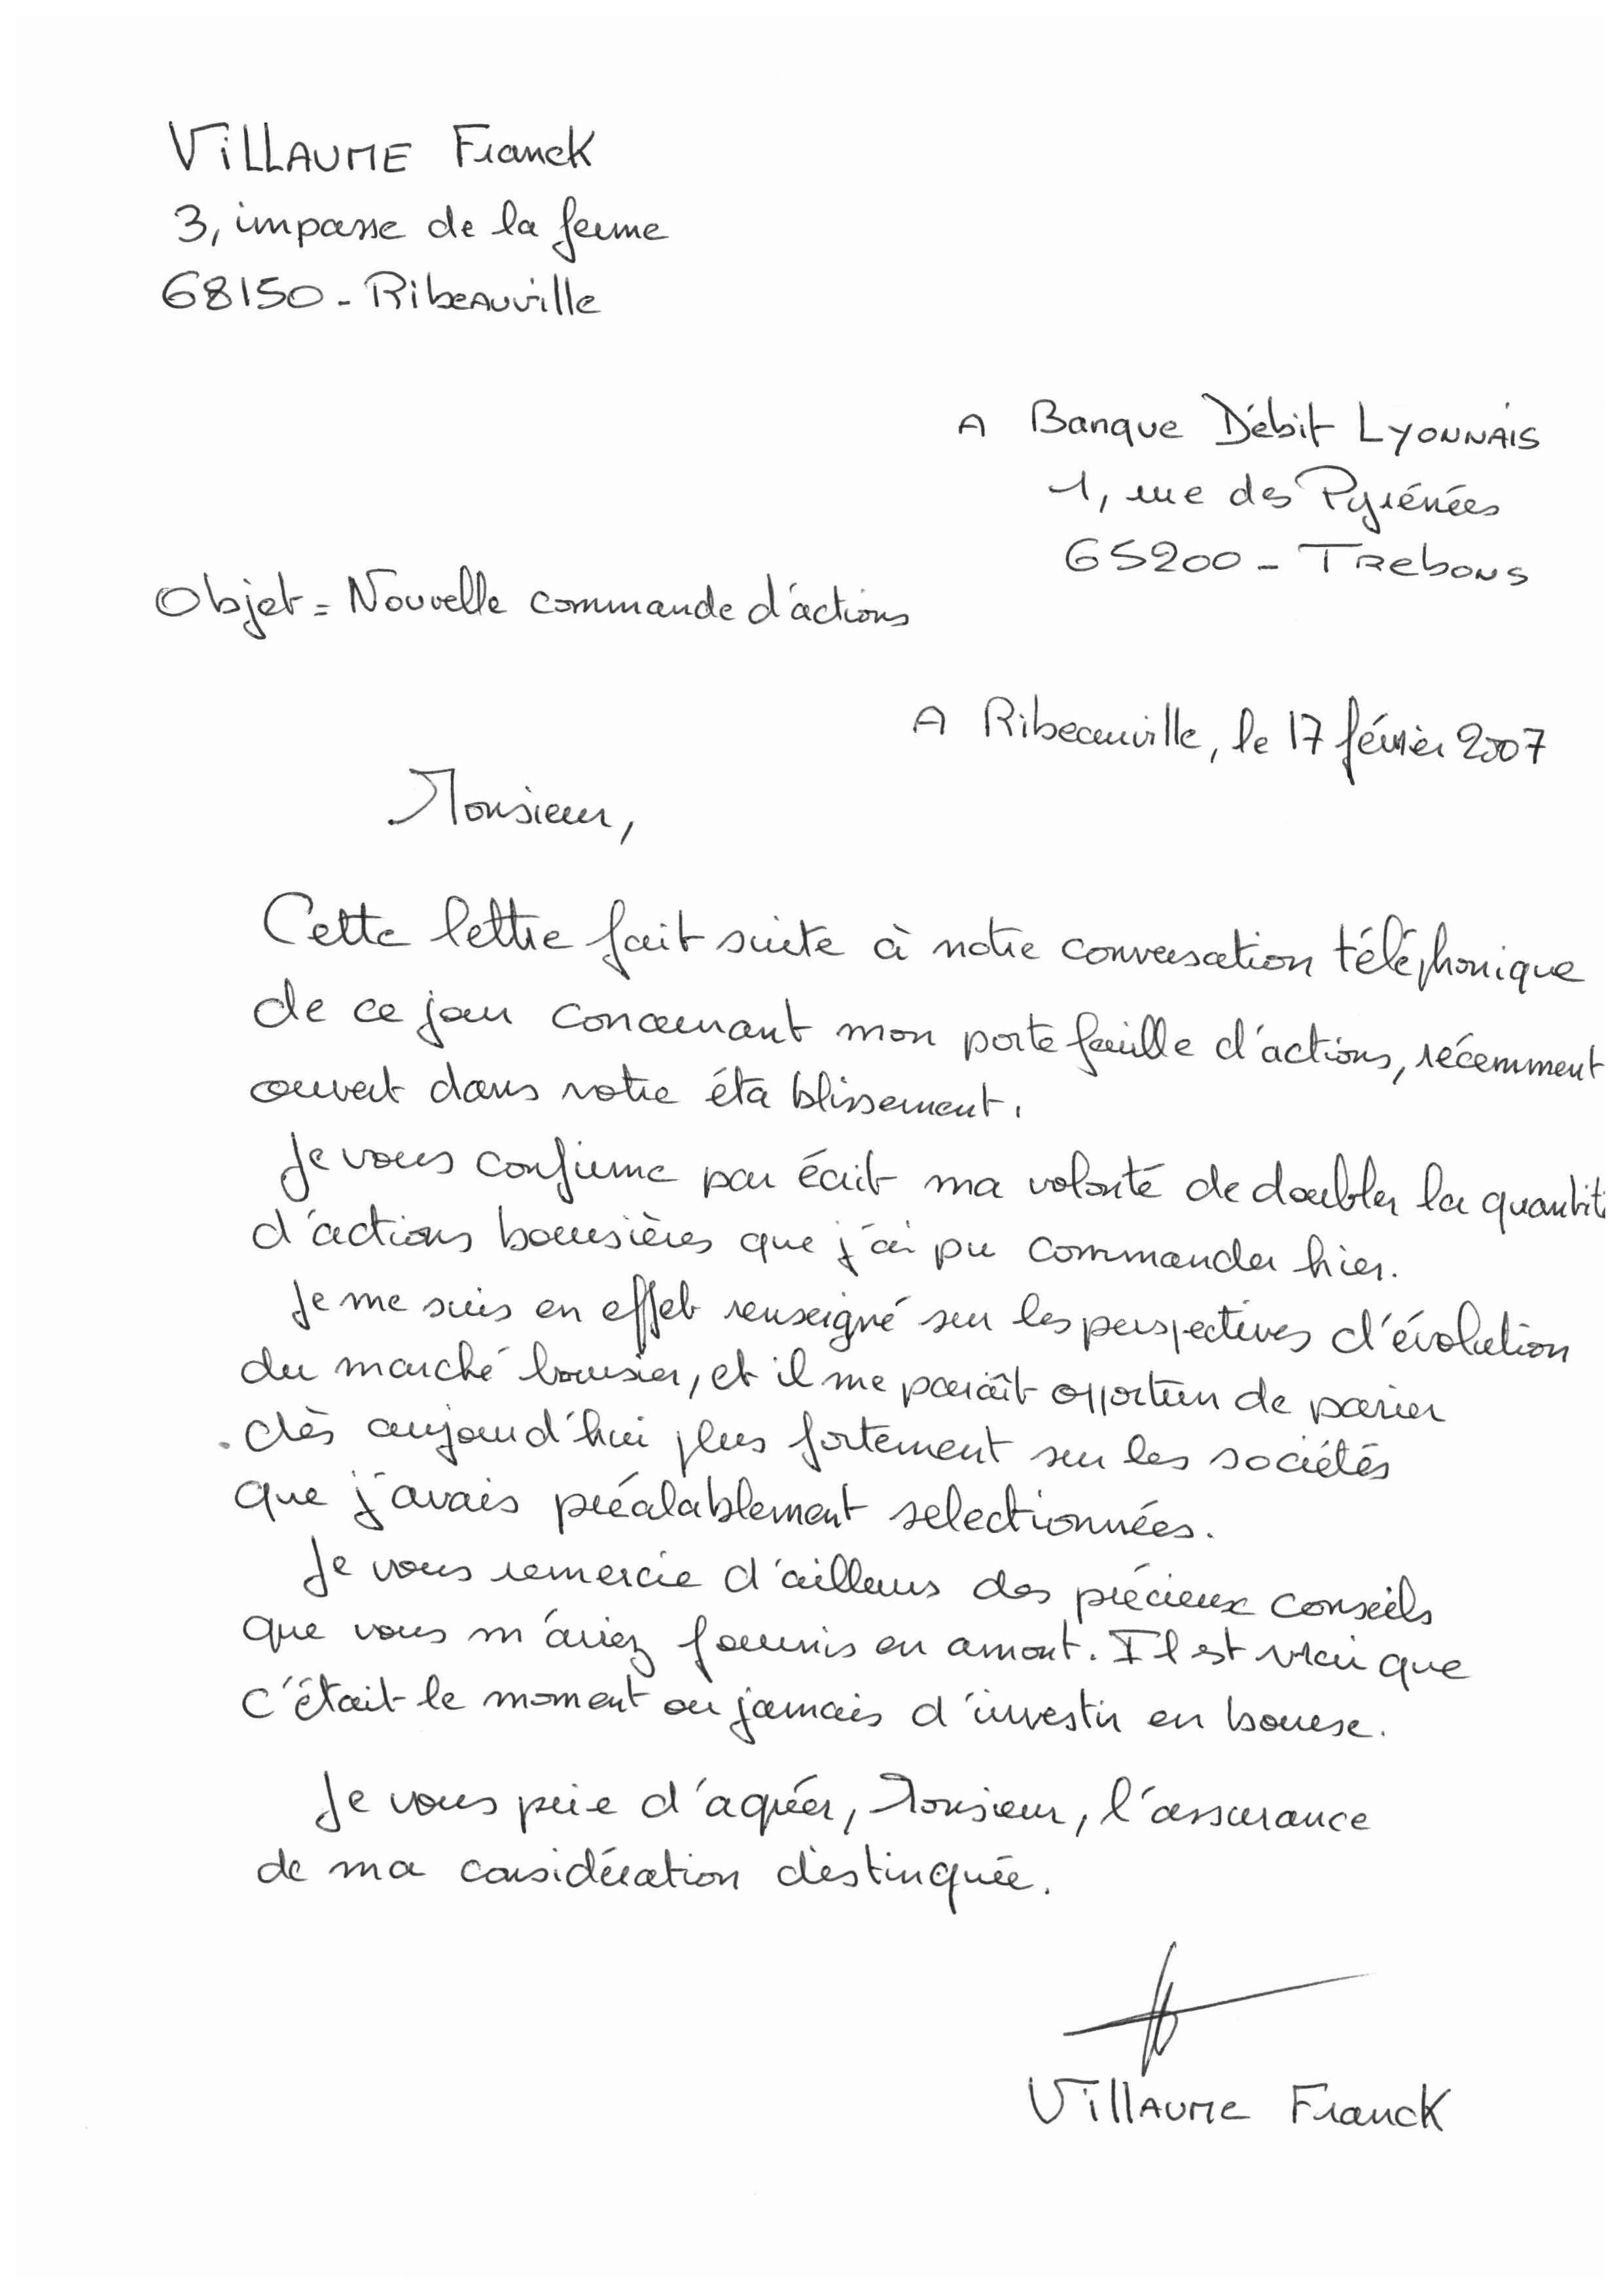 VILLAUME Franck
3, impasse de la ferme
68150 - Ribeauville
A Banque Débit Lyonnais
1, rue des Pyrénées
65200 - Trebons
Objet = Nouvelle commande d'actions
A Ribeauville, le 17 février 2007
Monsieur,
Cette lettre fait suite à notre conversation téléphonique
de ce jour concernant mon portefeuille d'actions, récemment
ouvert dans votre établissement.
Je vous confirme par écrit ma volonté de doubler la quantit
d'actions boursières que j'ai pu commander hier.
Je me suis en effet renseigné sur les perspectives d'évolution
du marché boursier, et il me paraît opportun de parier
dès aujourd'hui plus fortement sur les sociétés
que j'avais préalablement selectionnées.
Je vous remercie d'ailleurs des précieux conseils
que vous m'aviez fournis en amont. Il est vrai que
c'était le moment ou jamais d'investir en bourse.
Je vous prie d'agréer, Monsieur, l'assurance
de ma considération distinguée.
Villaume Franck